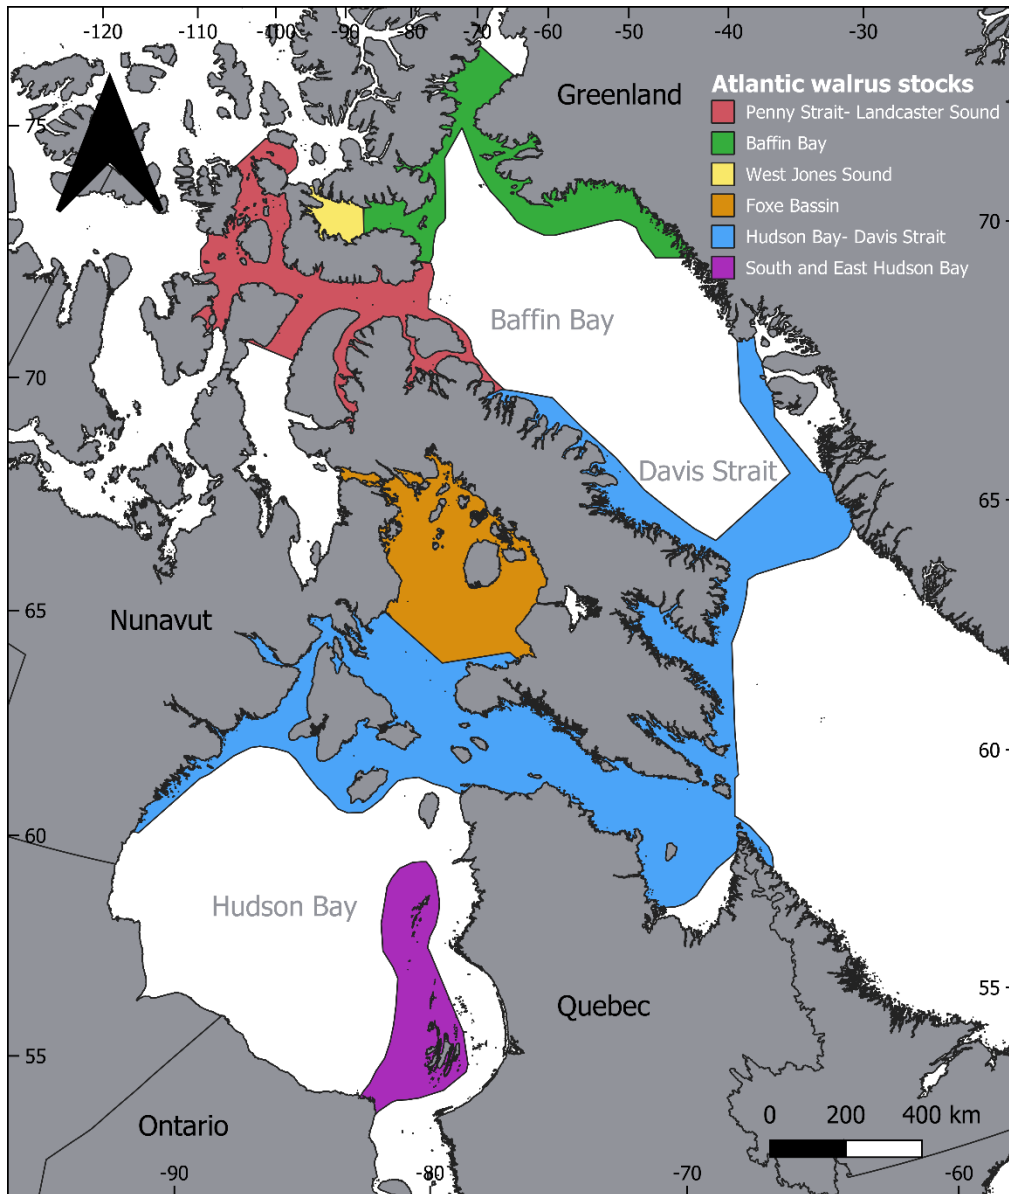 -120 -110 -100 -90 -80 -70 -60 -50 -40 -30
Greenland
Atlantic walrus stocks
Penny Strait- Landcaster Sound
Baffin Bay
West Jones Sound
Foxe Bassin
Hudson Bay- Davis Strait
South and East Hudson Bay
75
70
Baffin Bay
70
Davis Strait
65
65
Nunavut
60
60
Hudson Bay
55
Quebec
55
Ontario
0 200 400 km
-90 -80 -70 -60